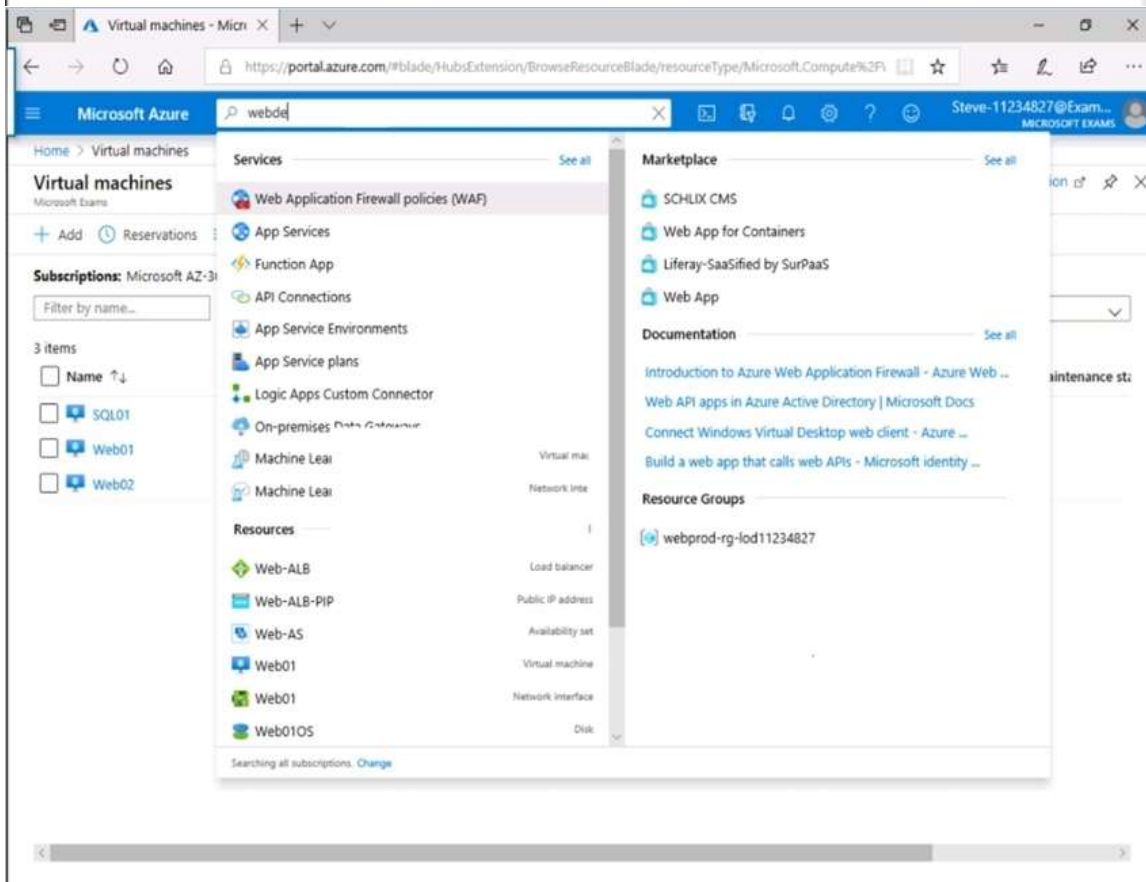 Virtual machines - Micr
https://portal.azure.com/#blade/HubsExtension/BrowseResourceBlade/resourceType/Microsoft.Compute%2F
Microsoft Azure
webde
Steve-11234827@Exam...
MICROSOFT EXAMS
Home > Virtual machines
Virtual machines
Microsoft Exams
Add
Reservations
Subscriptions: Microsoft AZ-30
Filter by name...
3 items
Name
SQL01
Web01
Web02
Services
See all
Web Application Firewall policies (WAF)
App Services
Function App
API Connections
App Service Environments
App Service plans
Logic Apps Custom Connector
On-premises Data Gateways
Machine Lea
Virtual mac
Machine Lea
Network inte
Resources
Web-ALB
Load balancer
Web-ALB-PIP
Public IP address
Web-AS
Availability set
Web01
Virtual machine
Web01
Network interface
Web01OS
Disk
Searching all subscriptions. Change
Marketplace
See all
SCHLIX CMS
Web App for Containers
Liferay-SaaSified by SurPaaS
Web App
Documentation
See all
Introduction to Azure Web Application Firewall - Azure Web ...
Web API apps in Azure Active Directory | Microsoft Docs
Connect Windows Virtual Desktop web client - Azure ...
Build a web app that calls web APIs - Microsoft identity ...
Resource Groups
webprod-rg-lod11234827
ion
aintenance sta